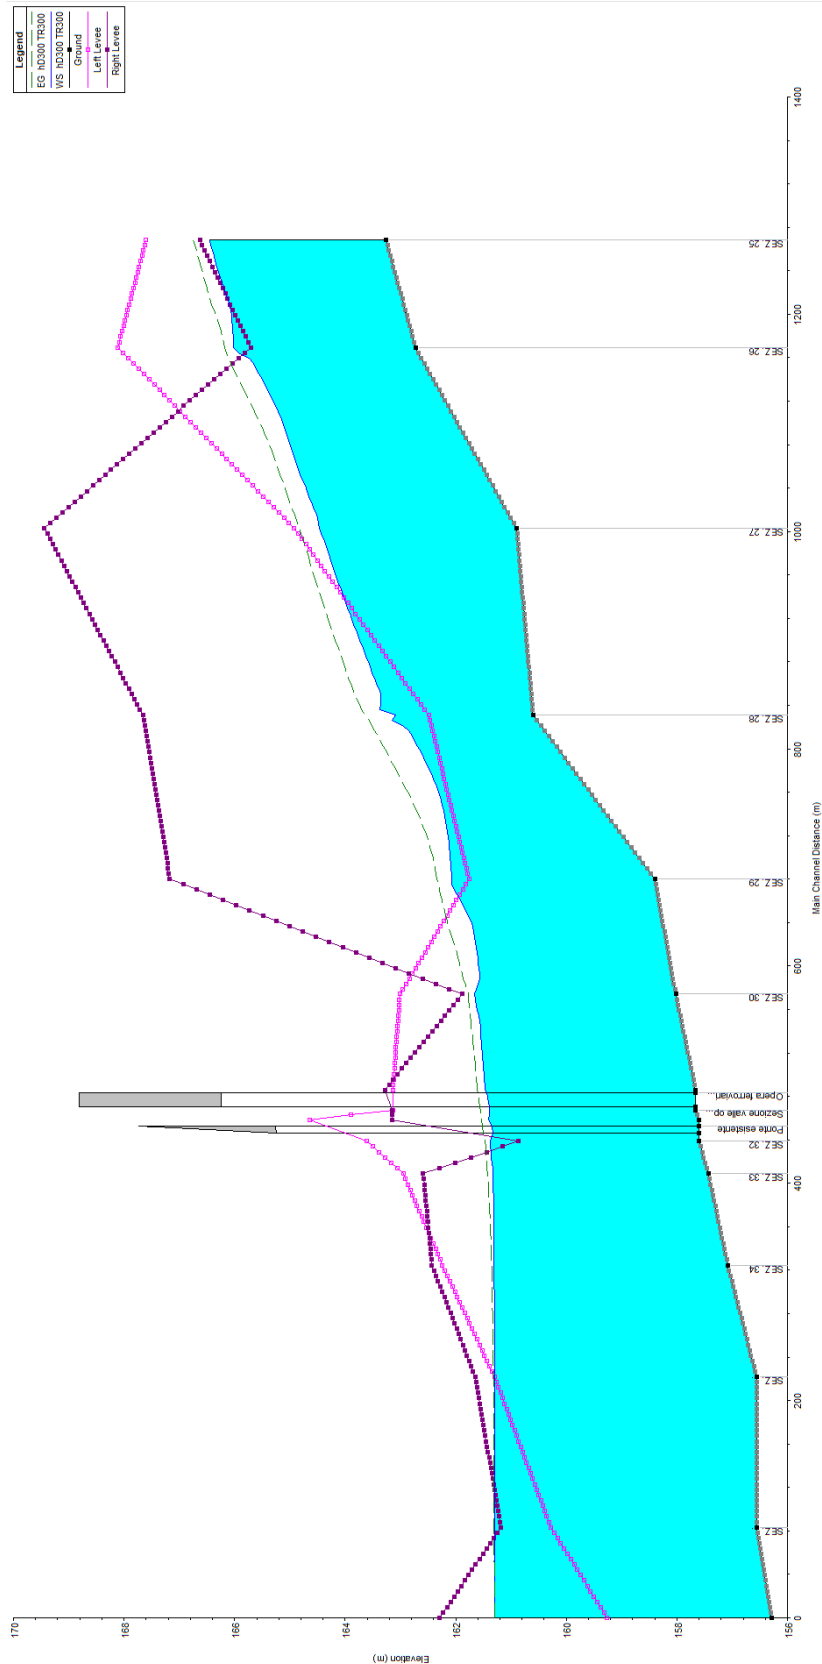 Legend
EG hD300 TR300
WS hD300 TR300
Ground
Left Levee
Right Levee
170
168
166
164
162
160
158
156
Elevation (m)
0
200
400
600
800
1000
1200
1400
Main Channel Distance (m)
SEZ
SEZ
SEZ. 34
SEZ. 33
SEZ. 32
Ponte esistente
Sezione valle op...
Opera ferroviari...
SEZ. 30
SEZ. 29
SEZ. 28
SEZ. 27
SEZ. 26
SEZ. 25